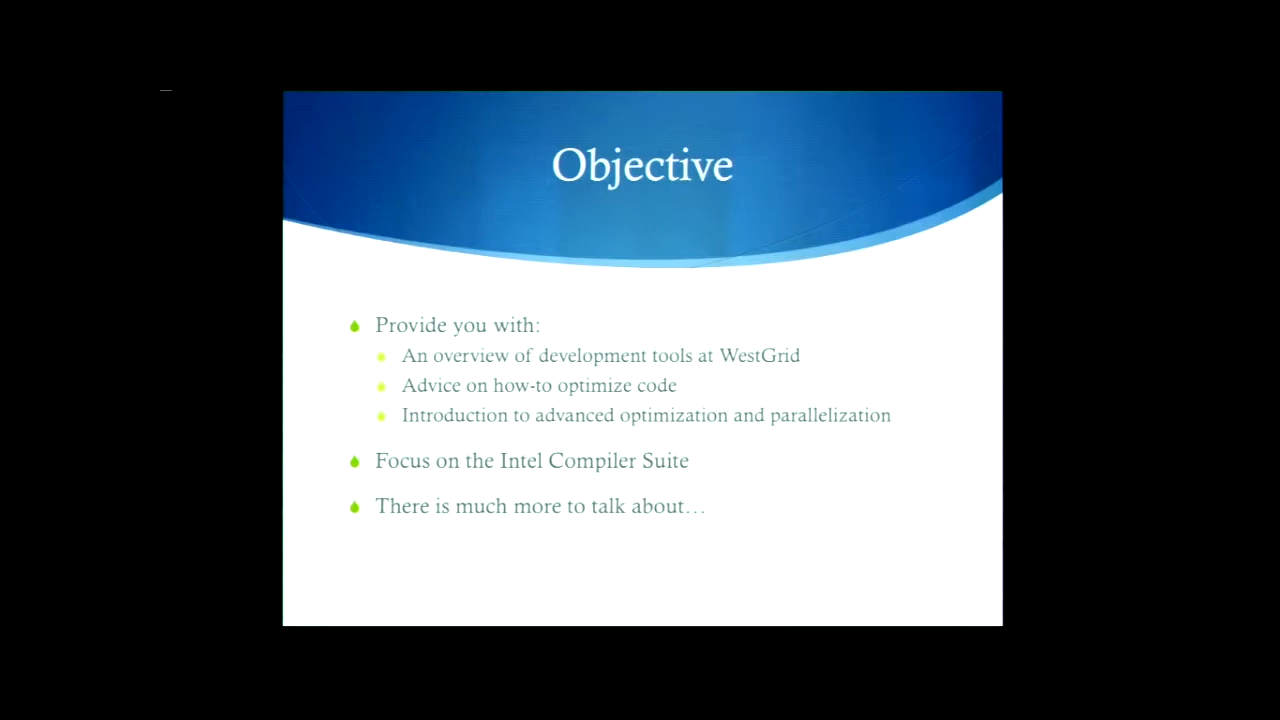 Objective
Provide you with:
An overview of development tools at WestGrid
Advice on how-to optimize code
Introduction to advanced optimization and parallelization
Focus on the Intel Compiler Suite
There is much more to talk about…